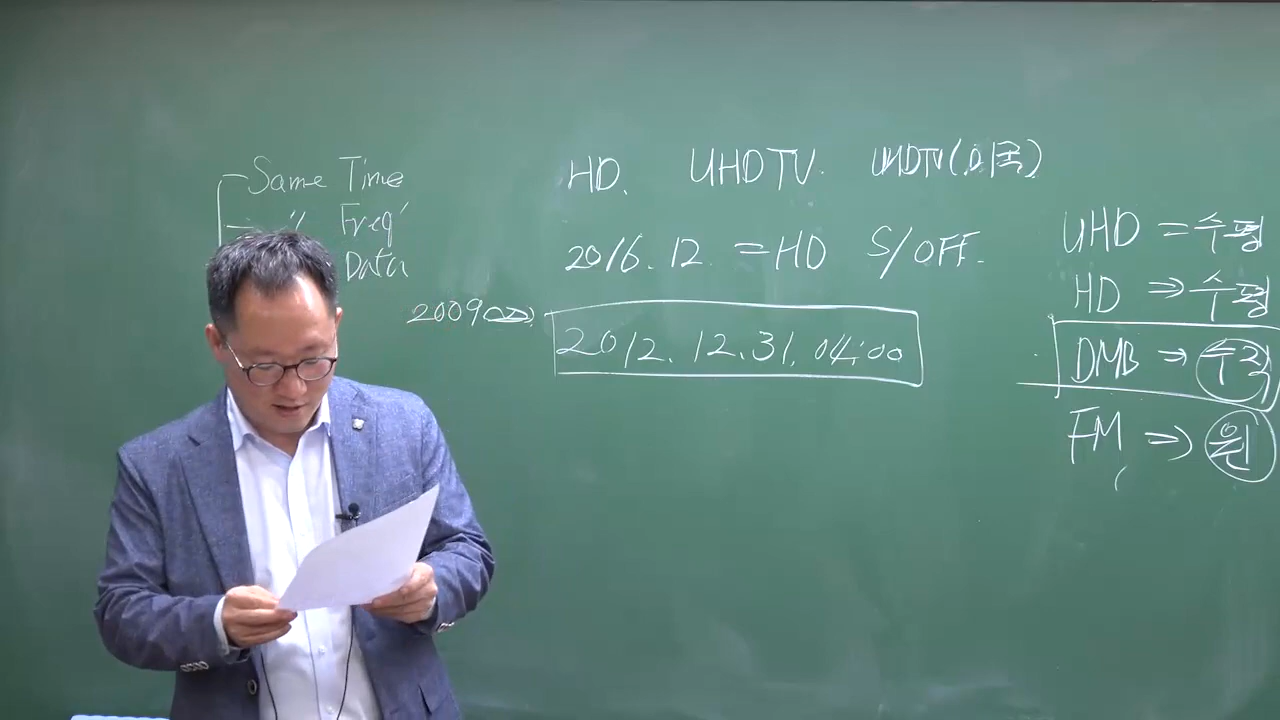 Same Time
〃 Freq'
Data
HD. UHDTV. UHDTV(미국)
2016. 12. = HD S/OFF.
2009 ⇒
2012. 12. 31. 04:00
UHD = 수평
HD ⇒ 수평
DMB ⇒ 수직
FM ⇒ 원